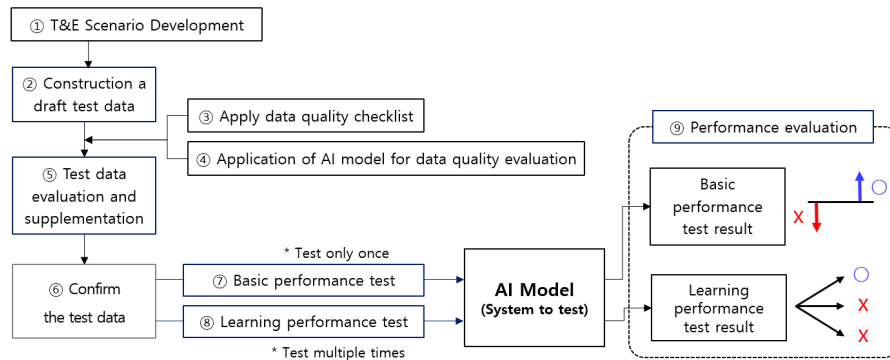 ① T&E Scenario Development
② Construction a
draft test data
③ Apply data quality checklist
④ Application of AI model for data quality evaluation
⑤ Test data
evaluation and
supplementation
⑥ Confirm
the test data
* Test only once
⑦ Basic performance test
⑧ Learning performance test
* Test multiple times
AI Model
(System to test)
⑨ Performance evaluation
Basic
performance
test result
X
Learning
performance
test result
X
X